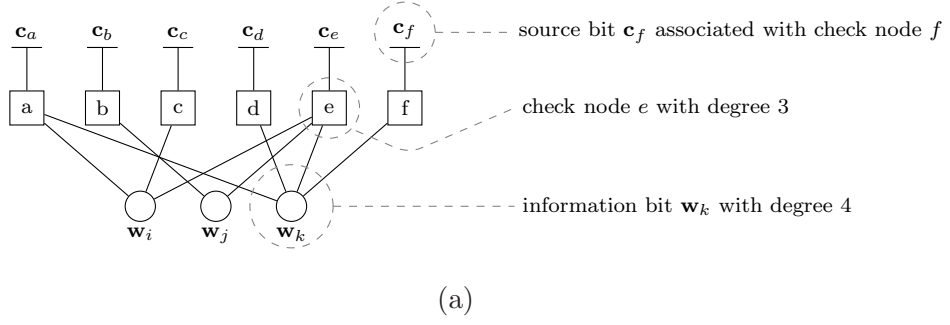 c_a c_b c_c c_d c_e c_f source bit c_f associated with check node f
a b c d e f check node e with degree 3
information bit w_k with degree 4
w_i w_j w_k
(a)